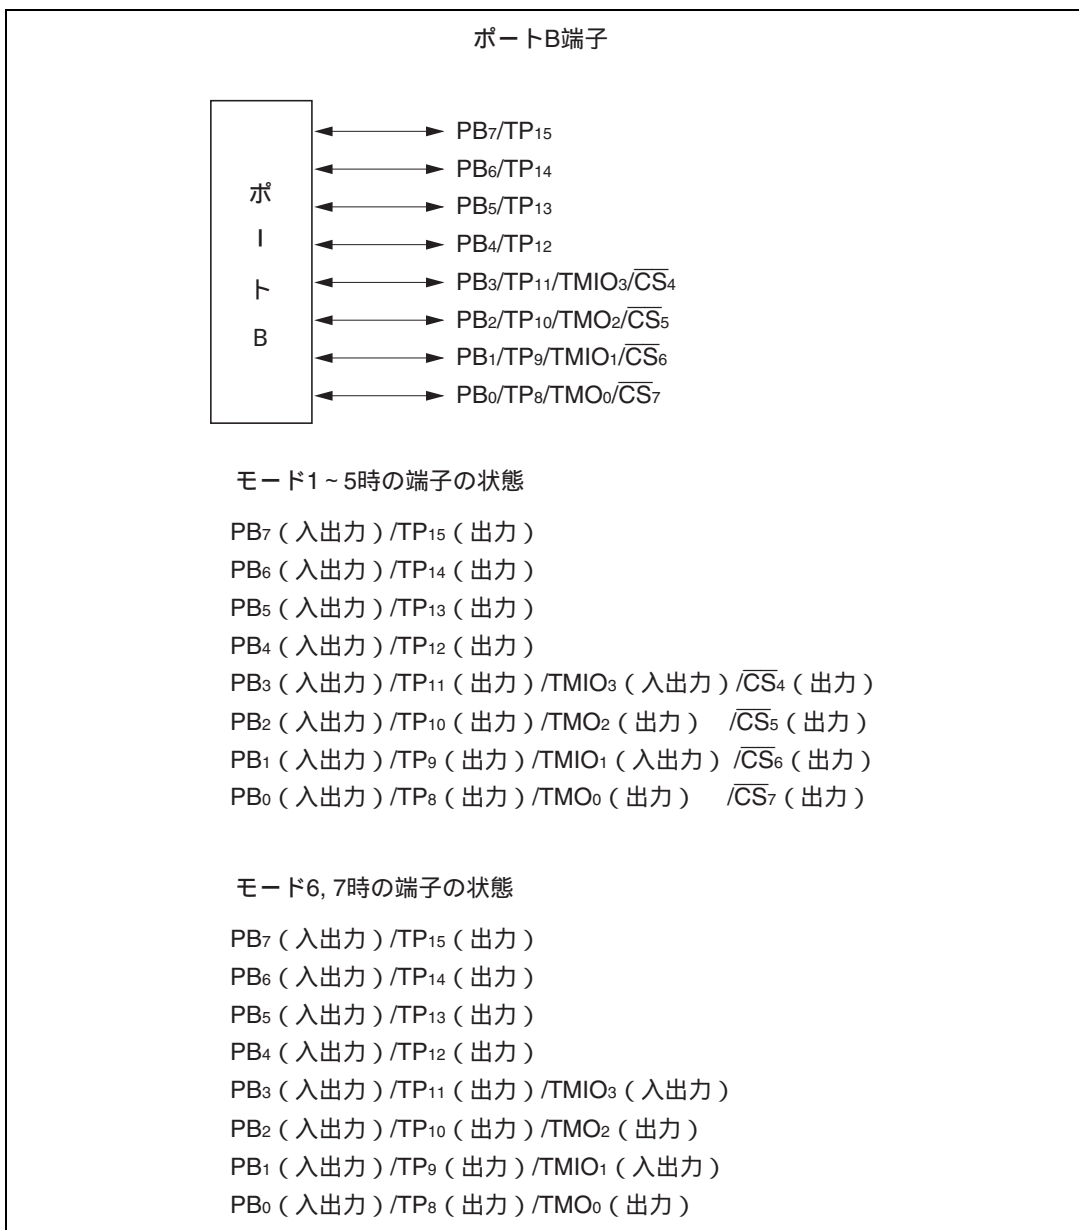 ポートB端子
ポートB
PB₇/TP₁₅
PB₆/TP₁₄
PB₅/TP₁₃
PB₄/TP₁₂
PB₃/TP₁₁/TMIO₃/C̅S̅₄
PB₂/TP₁₀/TMO₂/C̅S̅₅
PB₁/TP₉/TMIO₁/C̅S̅₆
PB₀/TP₈/TMO₀/C̅S̅₇
モード1~5時の端子の状態
PB₇(入出力)/TP₁₅(出力)
PB₆(入出力)/TP₁₄(出力)
PB₅(入出力)/TP₁₃(出力)
PB₄(入出力)/TP₁₂(出力)
PB₃(入出力)/TP₁₁(出力)/TMIO₃(入出力)/C̅S̅₄(出力)
PB₂(入出力)/TP₁₀(出力)/TMO₂(出力) /C̅S̅₅(出力)
PB₁(入出力)/TP₉(出力)/TMIO₁(入出力)/C̅S̅₆(出力)
PB₀(入出力)/TP₈(出力)/TMO₀(出力) /C̅S̅₇(出力)
モード6, 7時の端子の状態
PB₇(入出力)/TP₁₅(出力)
PB₆(入出力)/TP₁₄(出力)
PB₅(入出力)/TP₁₃(出力)
PB₄(入出力)/TP₁₂(出力)
PB₃(入出力)/TP₁₁(出力)/TMIO₃(入出力)
PB₂(入出力)/TP₁₀(出力)/TMO₂(出力)
PB₁(入出力)/TP₉(出力)/TMIO₁(入出力)
PB₀(入出力)/TP₈(出力)/TMO₀(出力)